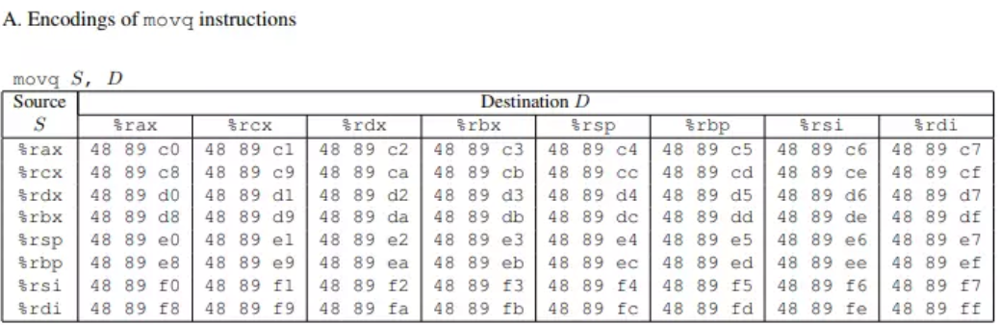 A. Encodings of movq instructions
movq S, D
Source Destination D
S %rax %rcx %rdx %rbx %rsp %rbp %rsi %rdi
%rax 48 89 c0 48 89 c1 48 89 c2 48 89 c3 48 89 c4 48 89 c5 48 89 c6 48 89 c7
%rcx 48 89 c8 48 89 c9 48 89 ca 48 89 cb 48 89 cc 48 89 cd 48 89 ce 48 89 cf
%rdx 48 89 d0 48 89 d1 48 89 d2 48 89 d3 48 89 d4 48 89 d5 48 89 d6 48 89 d7
%rbx 48 89 d8 48 89 d9 48 89 da 48 89 db 48 89 dc 48 89 dd 48 89 de 48 89 df
%rsp 48 89 e0 48 89 e1 48 89 e2 48 89 e3 48 89 e4 48 89 e5 48 89 e6 48 89 e7
%rbp 48 89 e8 48 89 e9 48 89 ea 48 89 eb 48 89 ec 48 89 ed 48 89 ee 48 89 ef
%rsi 48 89 f0 48 89 f1 48 89 f2 48 89 f3 48 89 f4 48 89 f5 48 89 f6 48 89 f7
%rdi 48 89 f8 48 89 f9 48 89 fa 48 89 fb 48 89 fc 48 89 fd 48 89 fe 48 89 ff